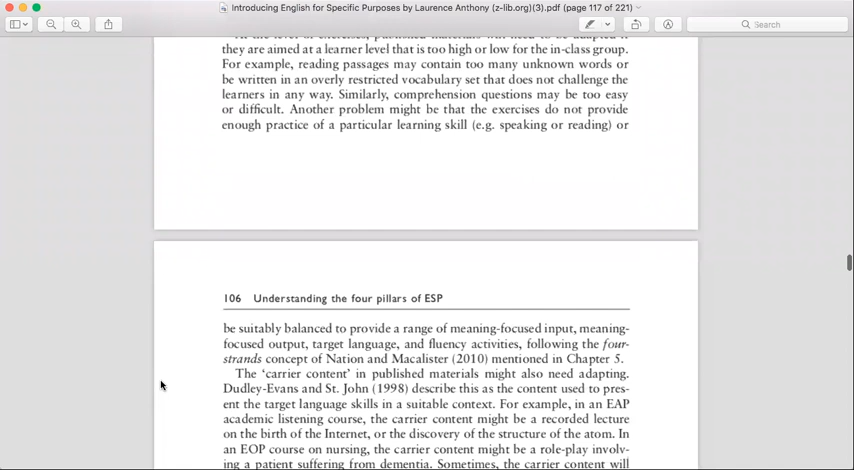 Introducing English for Specific Purposes by Laurence Anthony (z-lib.org)(3).pdf (page 117 of 221)
Search
they are aimed at a learner level that is too high or low for the in-class group.
For example, reading passages may contain too many unknown words or
be written in an overly restricted vocabulary set that does not challenge the
learners in any way. Similarly, comprehension questions may be too easy
or difficult. Another problem might be that the exercises do not provide
enough practice of a particular learning skill (e.g. speaking or reading) or
106 Understanding the four pillars of ESP
be suitably balanced to provide a range of meaning-focused input, meaning-
focused output, target language, and fluency activities, following the four-
strands concept of Nation and Macalister (2010) mentioned in Chapter 5.
The ‘carrier content’ in published materials might also need adapting.
Dudley-Evans and St. John (1998) describe this as the content used to pres-
ent the target language skills in a suitable context. For example, in an EAP
academic listening course, the carrier content might be a recorded lecture
on the birth of the Internet, or the discovery of the structure of the atom. In
an EOP course on nursing, the carrier content might be a role-play involv-
ing a patient suffering from dementia. Sometimes, the carrier content will